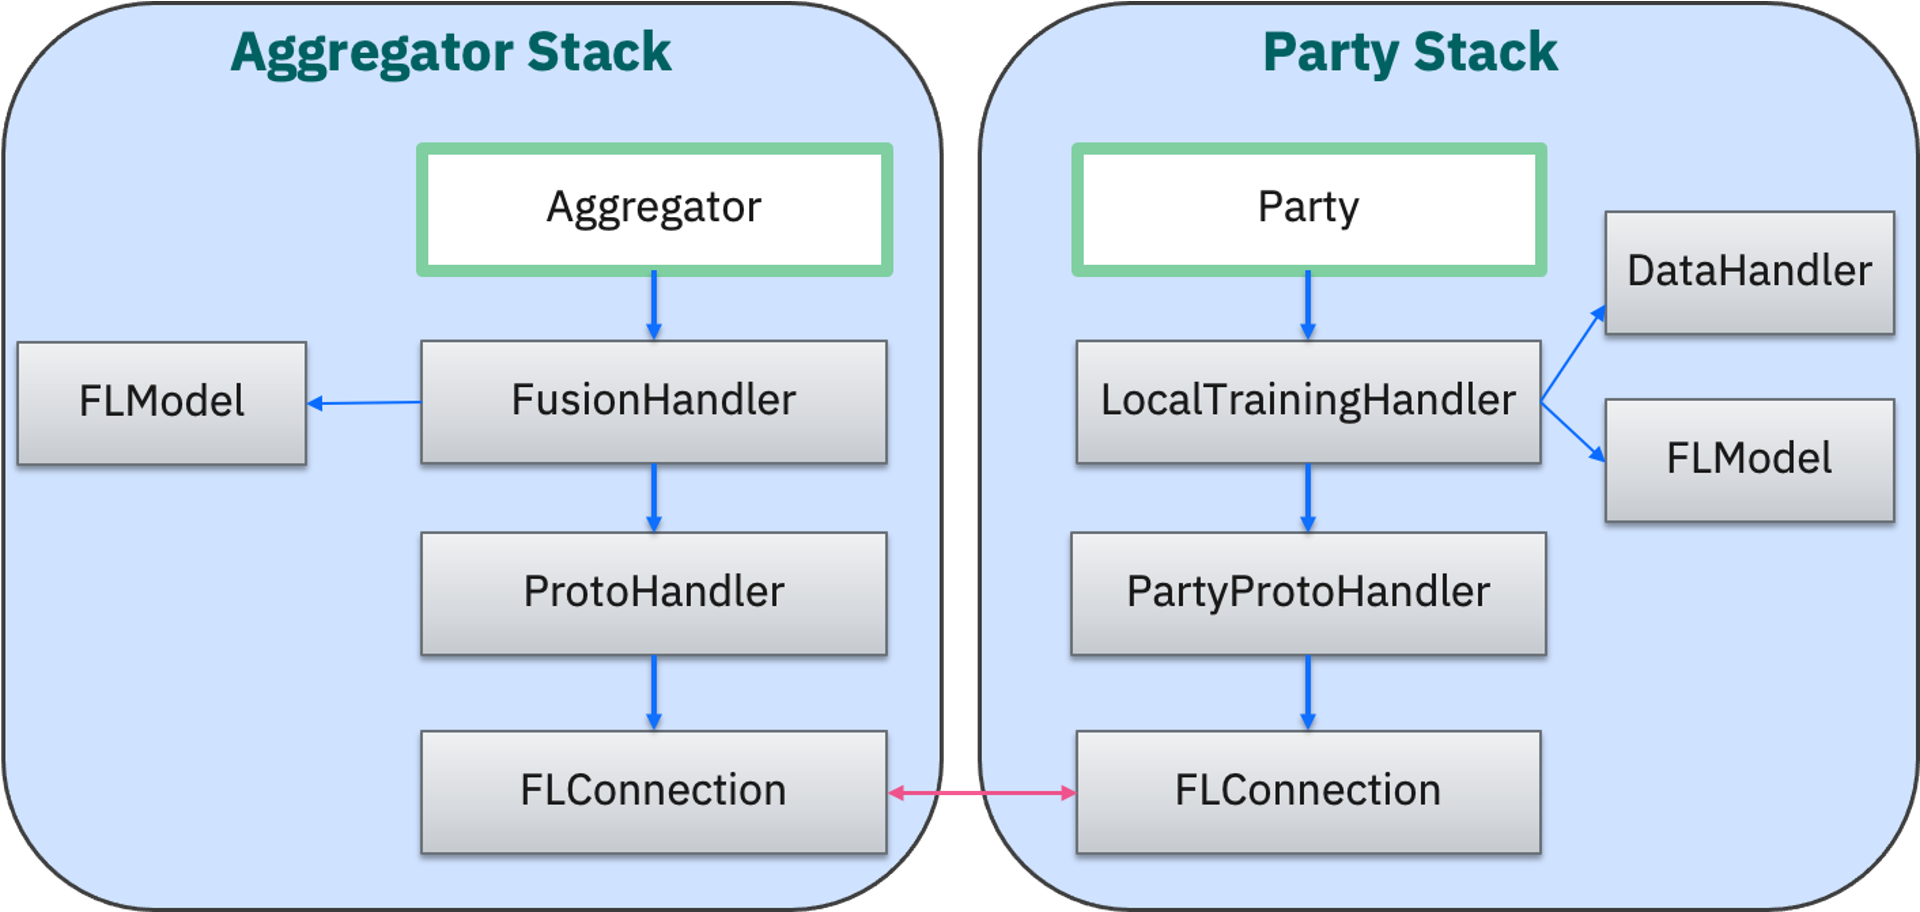 Aggregator Stack
Aggregator
FLModel
FusionHandler
ProtoHandler
FLConnection
Party Stack
Party
DataHandler
LocalTrainingHandler
FLModel
PartyProtoHandler
FLConnection